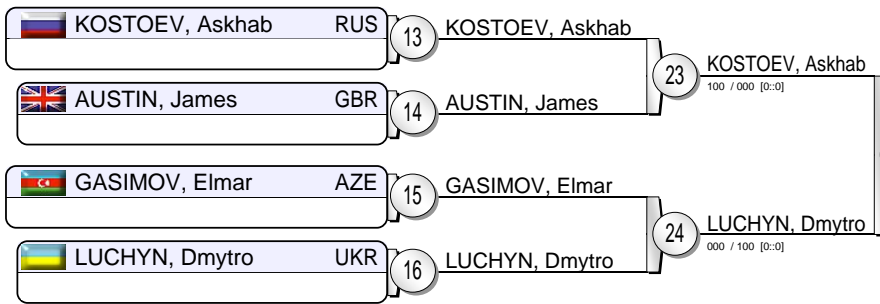 KOSTOEV, Askhab RUS 13 KOSTOEV, Askhab
23 KOSTOEV, Askhab
100 / 000 [0::0]
AUSTIN, James GBR 14 AUSTIN, James
GASIMOV, Elmar AZE 15 GASIMOV, Elmar
24 LUCHYN, Dmytro
000 / 100 [0::0]
LUCHYN, Dmytro UKR 16 LUCHYN, Dmytro